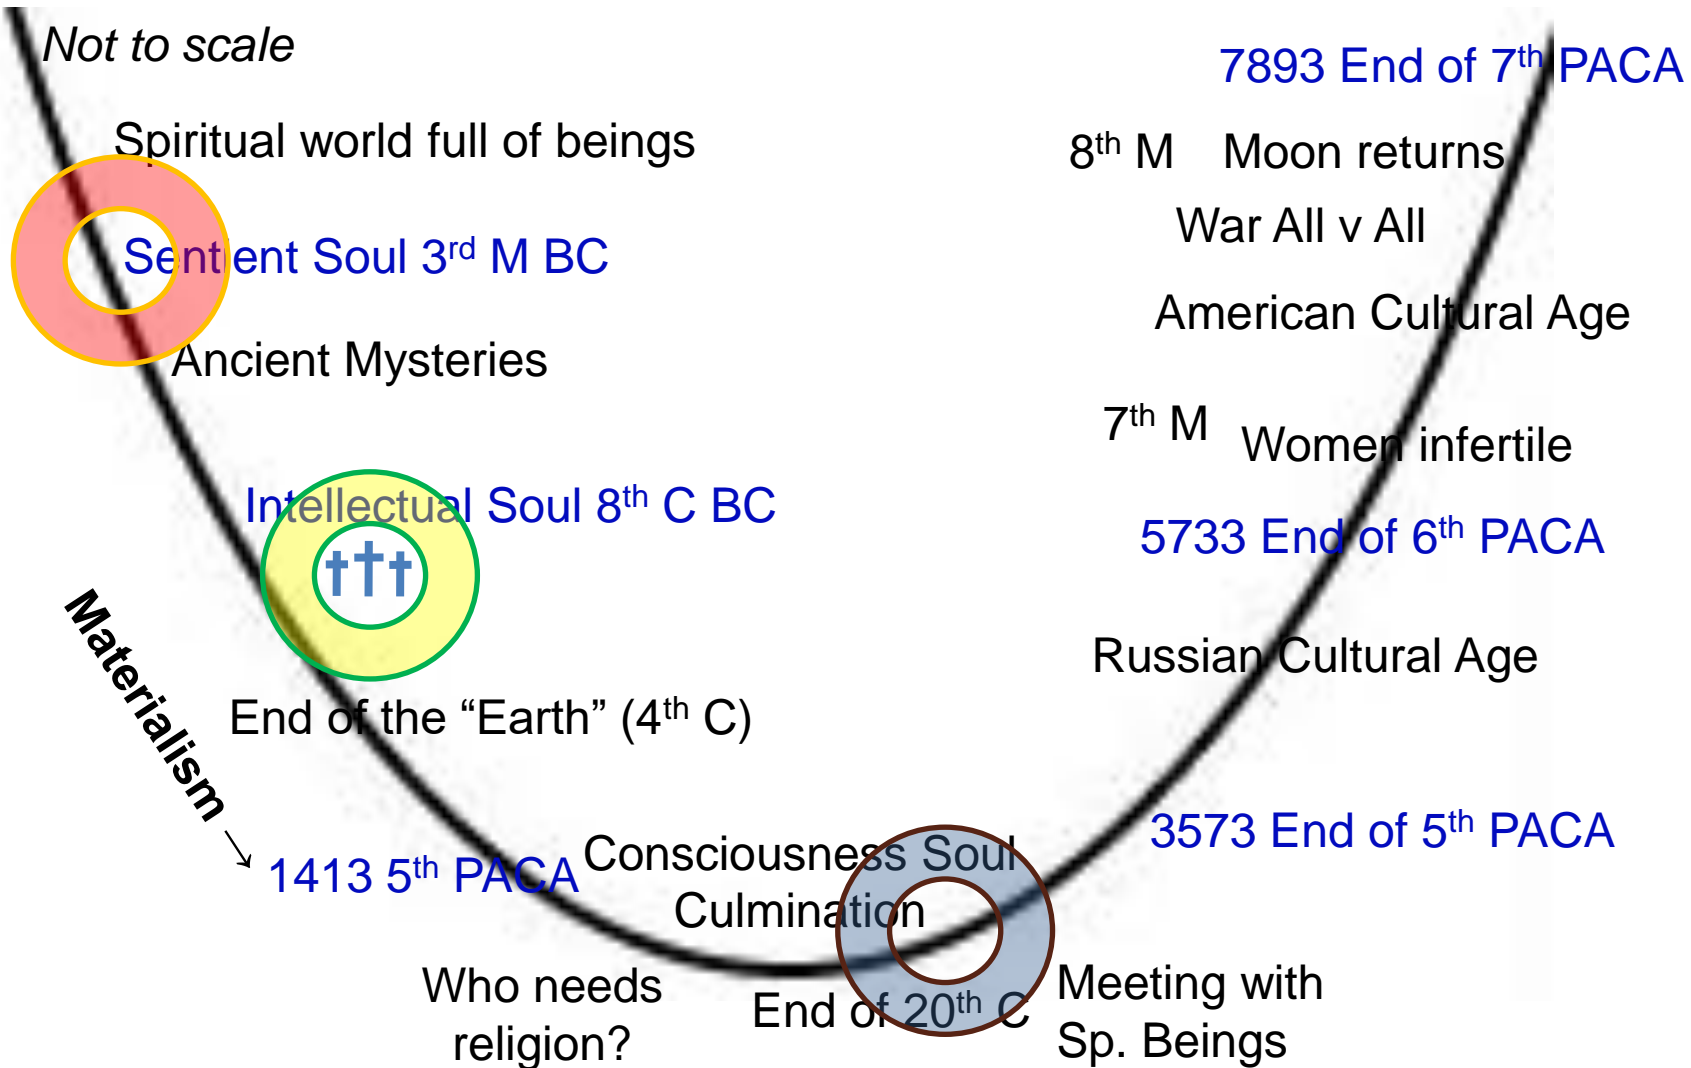 Not to scale
Spiritual world full of beings
Sentient Soul 3rd M BC
Ancient Mysteries
Intellectual Soul 8th C BC
End of the “Earth” (4th C)
Materialism →
1413 5th PACA
Consciousness Soul
Culmination
Who needs
religion?
End of 20th C
Meeting with
Sp. Beings
3573 End of 5th PACA
Russian Cultural Age
5733 End of 6th PACA
7th M Women infertile
American Cultural Age
War All v All
8th M Moon returns
7893 End of 7th PACA